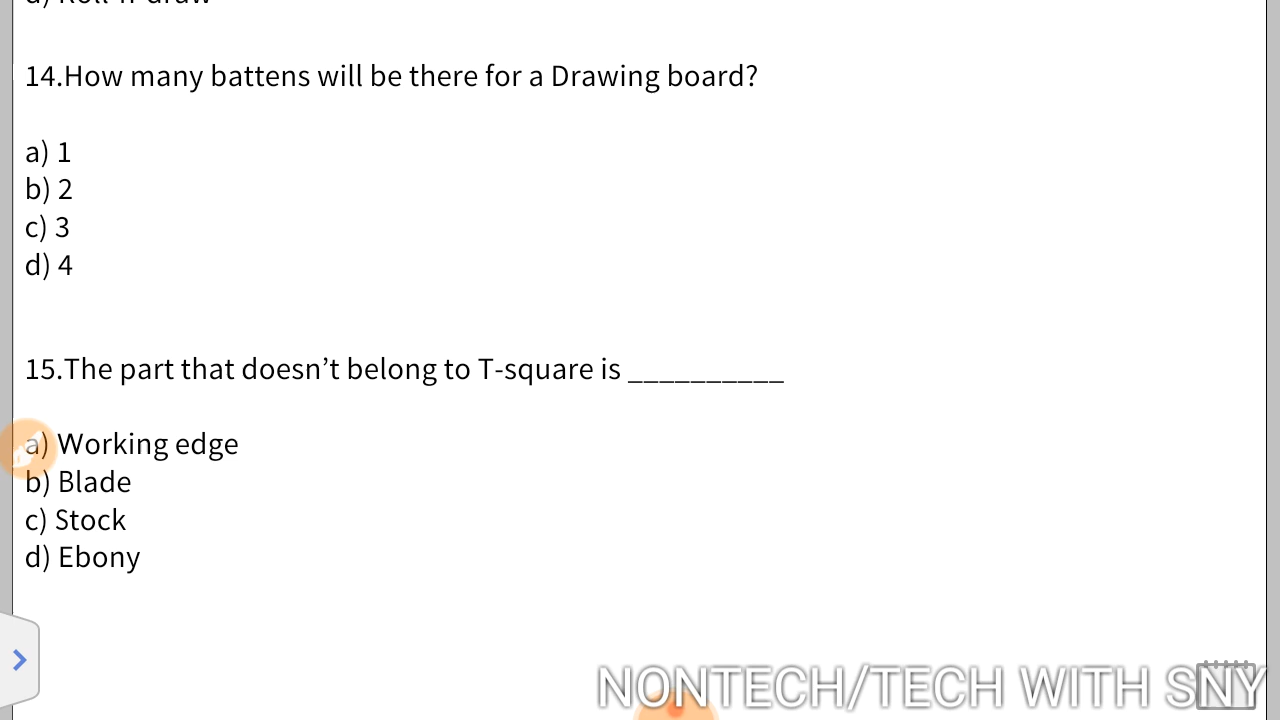 14.How many battens will be there for a Drawing board?
a) 1
b) 2
c) 3
d) 4
15.The part that doesn’t belong to T-square is __________
a) Working edge
b) Blade
c) Stock
d) Ebony
NONTECH/TECH WITH SNY